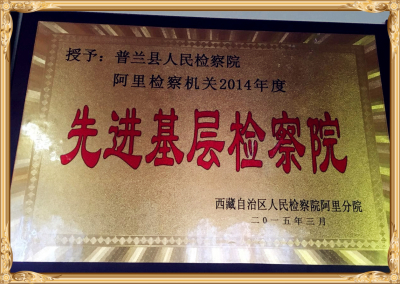 授予：普兰县人民检察院
阿里检察机关2014年度
先进基层检察院
西藏自治区人民检察院阿里分院
二〇一五年三月